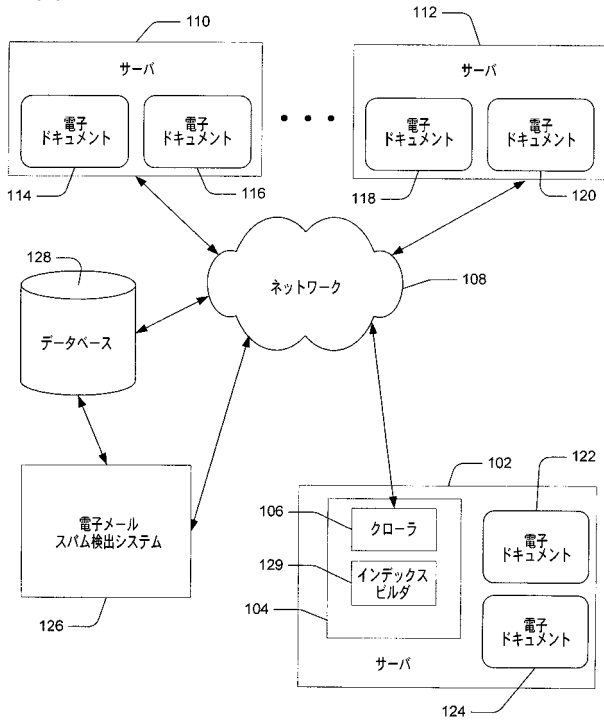 110
112
サーバ
サーバ
電子
ドキュメント
電子
ドキュメント
電子
ドキュメント
電子
ドキュメント
114
116
118
120
128
ネットワーク
108
データベース
102
122
106
クローラ
電子
ドキュメント
電子メール
スパム検出システム
129
インデックス
ビルダ
104
電子
ドキュメント
サーバ
126
124